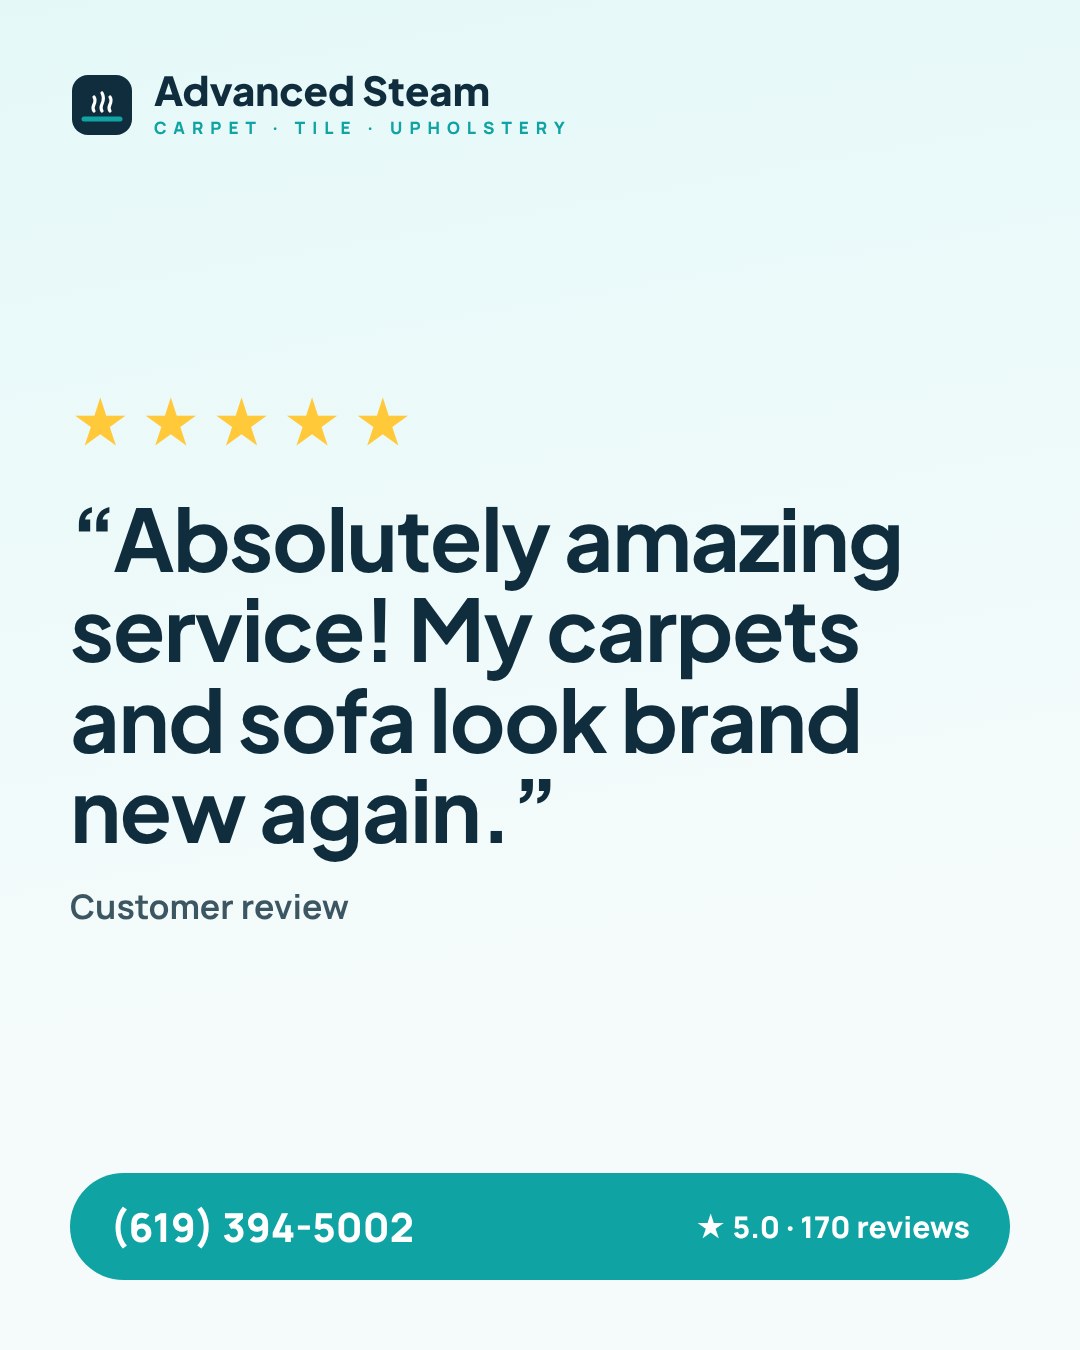 Advanced Steam
CARPET · TILE · UPHOLSTERY
★ ★ ★ ★ ★
“Absolutely amazing
service! My carpets
and sofa look brand
new again.”
Customer review
(619) 394-5002
★ 5.0 · 170 reviews